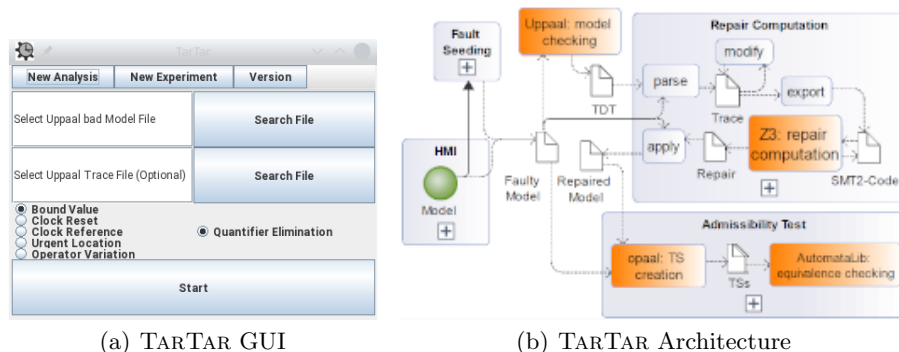 TarTar
New Analysis
New Experiment
Version
Select Uppaal bad Model File
Search File
Select Uppaal Trace File (Optional)
Search File
Bound Value
Clock Reset
Clock Reference
Urgent Location
Operator Variation
Quantifier Elimination
Start
(a) TARTAR GUI
Fault
Seeding
HMI
Model
Uppaal: model
checking
TDT
Faulty
Model
Repaired
Model
Repair Computation
modify
parse
export
Trace
apply
Repair
Z3: repair
computation
SMT2-Code
Admissibility Test
opaal: TS
creation
TSs
AutomataLib:
equivalence checking
(b) TARTAR Architecture